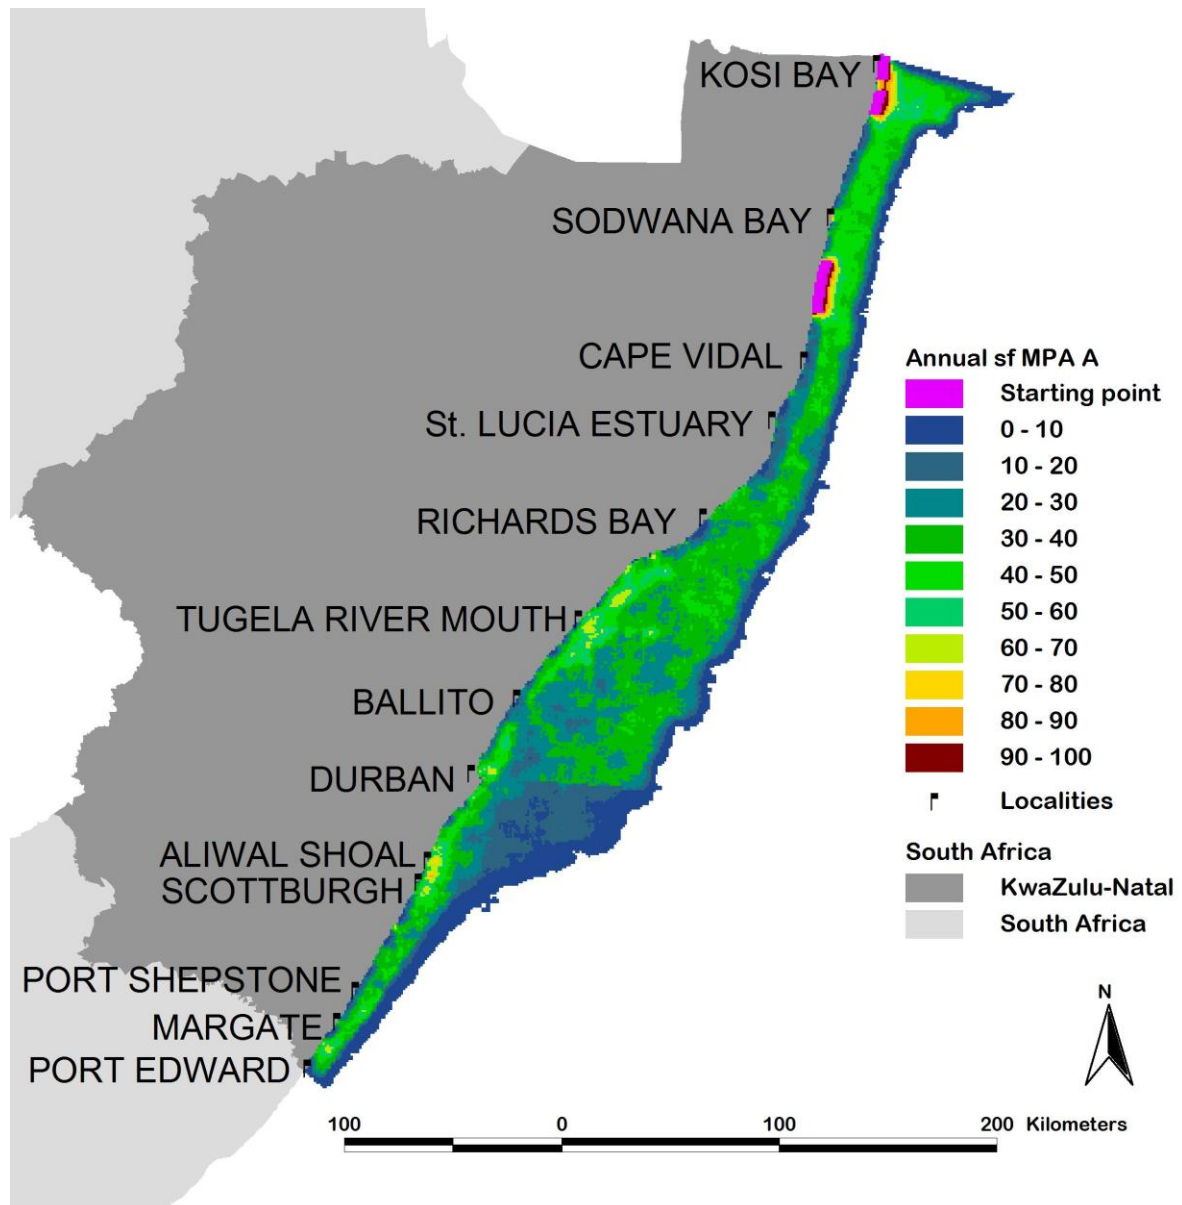 KOSI BAY
SODWANA BAY
CAPE VIDAL
St. LUCIA ESTUARY
RICHARDS BAY
TUGELA RIVER MOUTH
BALLITO
DURBAN
ALIWAL SHOAL
SCOTTBURGH
PORT SHEPSTONE
MARGATE
PORT EDWARD
Annual sf MPA A
Starting point
0 - 10
10 - 20
20 - 30
30 - 40
40 - 50
50 - 60
60 - 70
70 - 80
80 - 90
90 - 100
Localities
South Africa
KwaZulu-Natal
South Africa
N
100 0 100 200 Kilometers